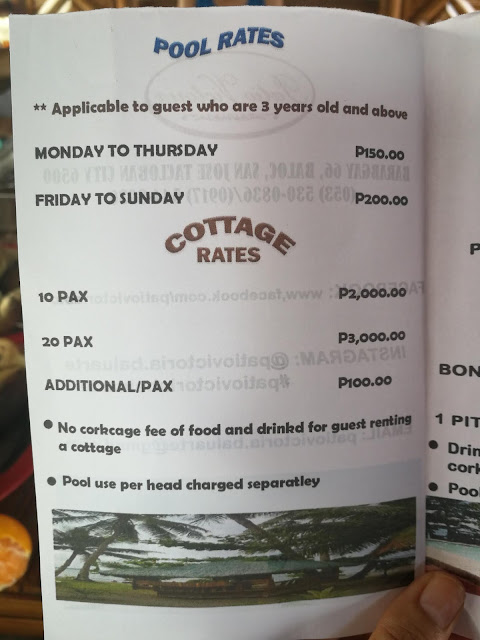 POOL RATES
** Applicable to guest who are 3 years old and above
MONDAY TO THURSDAY P150.00
FRIDAY TO SUNDAY P200.00
COTTAGE
RATES
10 PAX P2,000.00
20 PAX P3,000.00
ADDITIONAL/PAX P100.00
• No corkcage fee of food and drinkd for guest renting
a cottage
• Pool use per head charged separatley
P
BON
1 PIT
• Drin
cork
• Pool